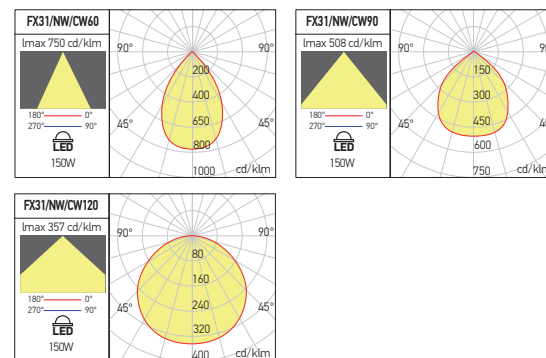 FX31/NW/CW60
Imax 750 cd/klm
180° 0°
270° 90°
LED
150W
90° 90°
200
400
45° 650 45°
800
1000 cd/klm
FX31/NW/CW90
Imax 508 cd/klm
180° 0°
270° 90°
LED
150W
90° 90°
150
300
45° 450 45°
600
750 cd/klm
FX31/NW/CW120
Imax 357 cd/klm
180° 0°
270° 90°
LED
150W
90° 90°
80
160
45° 240 45°
320
400 cd/klm